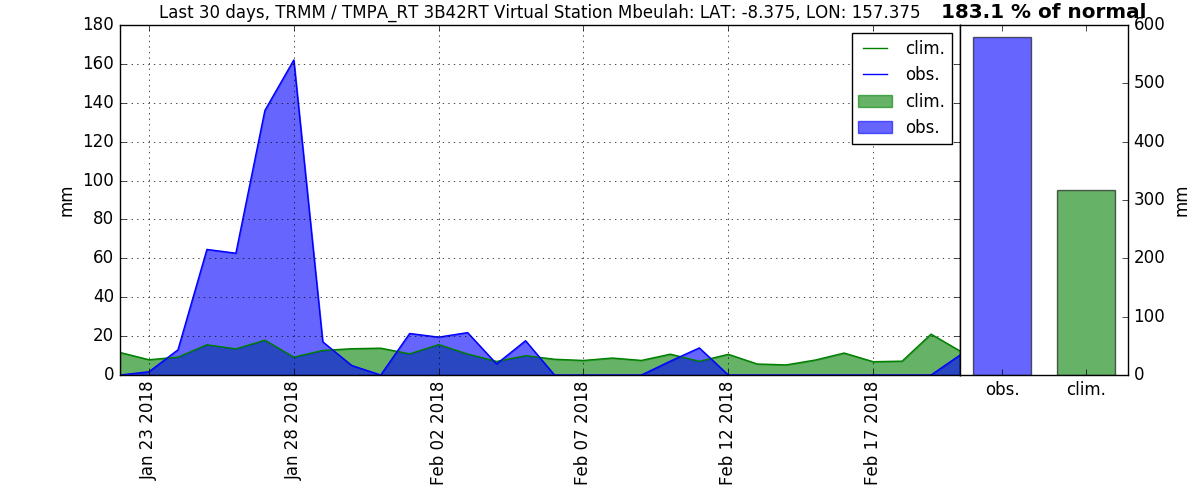 Last 30 days, TRMM / TMPA_RT 3B42RT Virtual Station Mbeulah: LAT: -8.375, LON: 157.375
183.1 % of normal
180
160
140
120
100
80
60
40
20
0
mm
clim.
obs.
clim.
obs.
Jan 23 2018
Jan 28 2018
Feb 02 2018
Feb 07 2018
Feb 12 2018
Feb 17 2018
600
500
400
300
200
100
0
mm
obs.
clim.